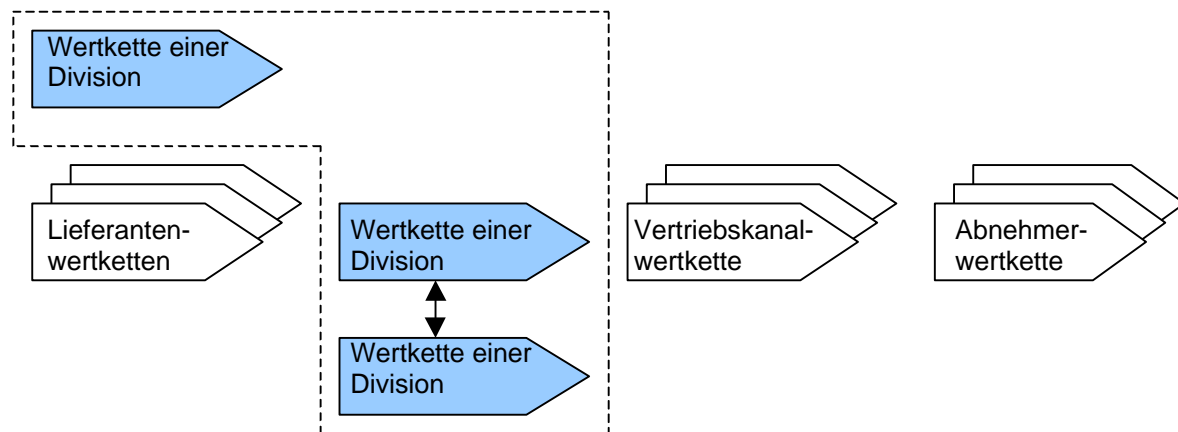 Wertkette einer
Division
Lieferanten-
wertketten
Wertkette einer
Division
Vertriebskanal-
wertkette
Abnehmer-
wertkette
Wertkette einer
Division